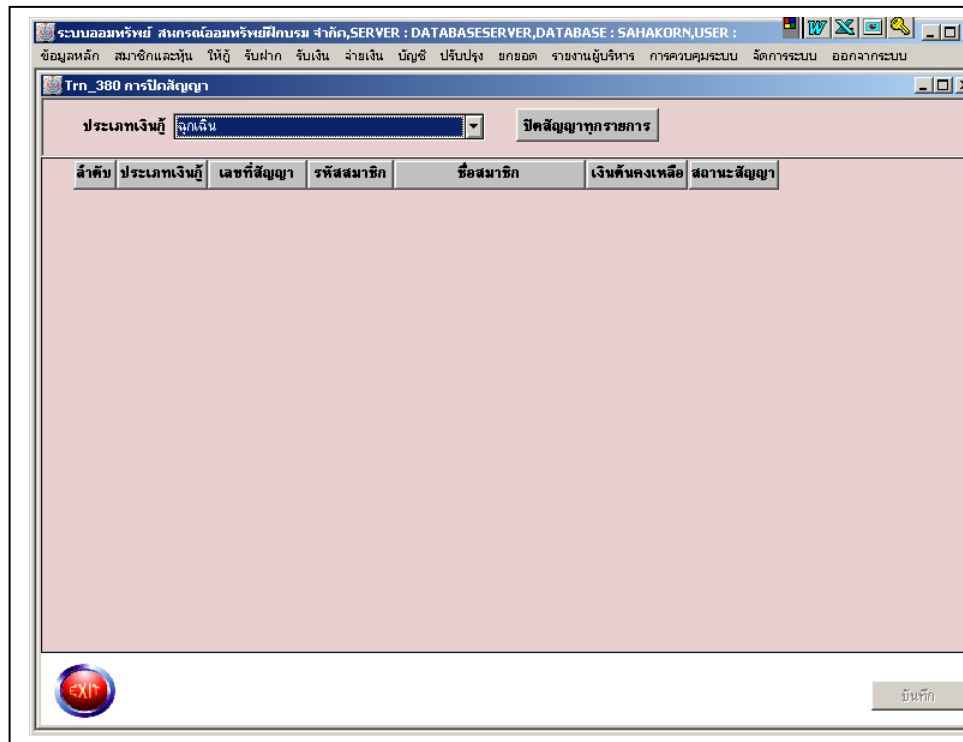 ระบบออมทรัพย์ สหกรณ์ออมทรัพย์ฝึกบรม จำกัด,SERVER : DATABASESERVER,DATABASE : SAHAKORN,USER :
ข้อมูลหลัก สมาชิกและหุ้น ให้กู้ รับฝาก รับเงิน จ่ายเงิน บัญชี ปรับปรุง ยกยอด รายงานผู้บริหาร การควบคุมระบบ จัดการระบบ ออกจากระบบ
Trn_380 การปิดสัญญา
ประเภทเงินกู้ ฉุกเฉิน ปิดสัญญาทุกรายการ
ลำดับ ประเภทเงินกู้ เลขที่สัญญา รหัสสมาชิก ชื่อสมาชิก เงินต้นคงเหลือ สถานะสัญญา
EXIT บันทึก